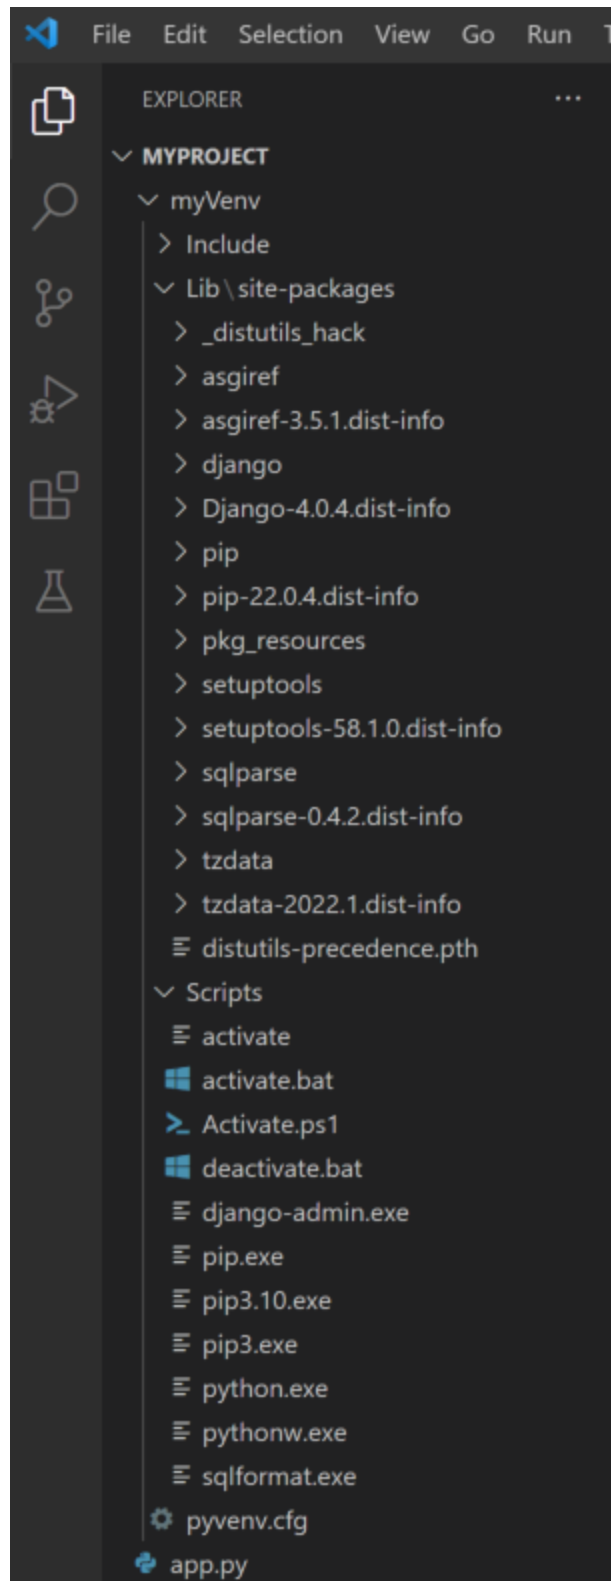 File Edit Selection View Go Run
EXPLORER ...
MYPROJECT
myVenv
Include
Lib\site-packages
_distutils_hack
asgiref
asgiref-3.5.1.dist-info
django
Django-4.0.4.dist-info
pip
pip-22.0.4.dist-info
pkg_resources
setuptools
setuptools-58.1.0.dist-info
sqlparse
sqlparse-0.4.2.dist-info
tzdata
tzdata-2022.1.dist-info
distutils-precedence.pth
Scripts
activate
activate.bat
Activate.ps1
deactivate.bat
django-admin.exe
pip.exe
pip3.10.exe
pip3.exe
python.exe
pythonw.exe
sqlformat.exe
pyvenv.cfg
app.py